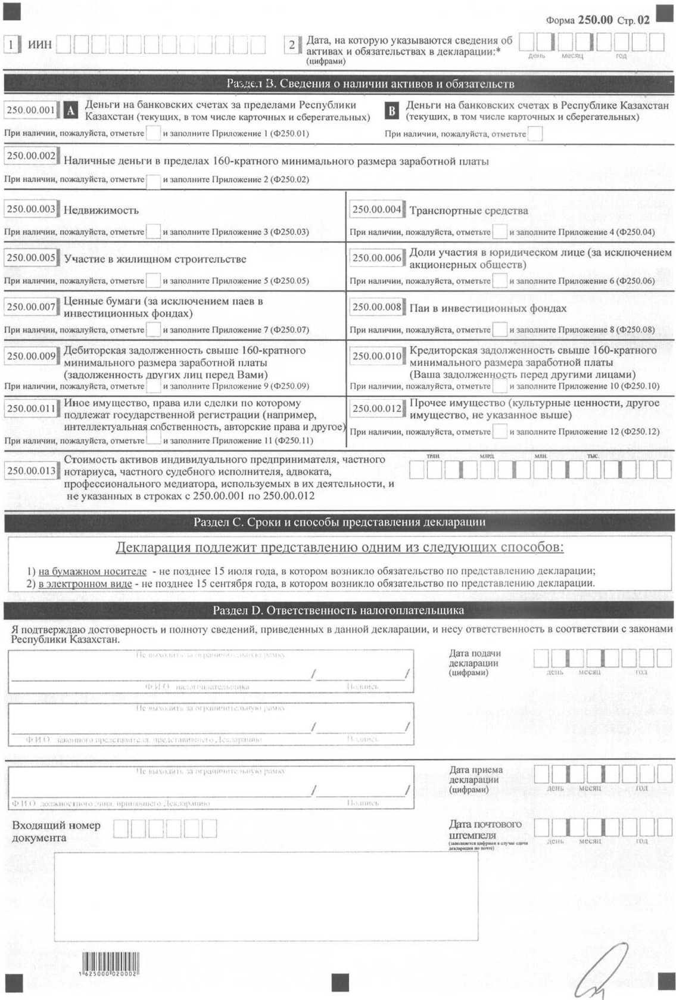 Форма 250.00 Стр. 02
1 ИИН
2 Дата, на которую указываются сведения об активах и обязательствах в декларации:*
(цифрами)
день месяц год
Раздел B. Сведения о наличии активов и обязательств
250.00.001 A Деньги на банковских счетах за пределами Республики
Казахстан (текущих, в том числе карточных и сберегательных)
При наличии, пожалуйста, отметьте и заполните Приложение 1 (Ф250.01)
B Деньги на банковских счетах в Республике Казахстан
(текущих, в том числе карточных и сберегательных)
При наличии, пожалуйста, отметьте
250.00.002 Наличные деньги в пределах 160-кратного минимального размера заработной платы
При наличии, пожалуйста, отметьте и заполните Приложение 2 (Ф250.02)
250.00.003 Недвижимость
При наличии, пожалуйста, отметьте и заполните Приложение 3 (Ф250.03)
250.00.004 Транспортные средства
При наличии, пожалуйста, отметьте и заполните Приложение 4 (Ф250.04)
250.00.005 Участие в жилищном строительстве
При наличии, пожалуйста, отметьте и заполните Приложение 5 (Ф250.05)
250.00.006 Доли участия в юридическом лице (за исключением
акционерных обществ)
При наличии, пожалуйста, отметьте и заполните Приложение 6 (Ф250.06)
250.00.007 Ценные бумаги (за исключением паев в
инвестиционных фондах)
При наличии, пожалуйста, отметьте и заполните Приложение 7 (Ф250.07)
250.00.008 Паи в инвестиционных фондах
При наличии, пожалуйста, отметьте и заполните Приложение 8 (Ф250.08)
250.00.009 Дебиторская задолженность свыше 160-кратного
минимального размера заработной платы
(задолженность других лиц перед Вами)
При наличии, пожалуйста, отметьте и заполните Приложение 9 (Ф250.09)
250.00.010 Кредиторская задолженность свыше 160-кратного
минимального размера заработной платы
(Ваша задолженность перед другими лицами)
При наличии, пожалуйста, отметьте и заполните Приложение 10 (Ф250.10)
250.00.011 Иное имущество, права или сделки по которому
подлежат государственной регистрации (например,
интеллектуальная собственность, авторские права и другое)
При наличии, пожалуйста, отметьте и заполните Приложение 11 (Ф250.11)
250.00.012 Прочее имущество (культурные ценности, другое
имущество, не указанное выше)
При наличии, пожалуйста, отметьте и заполните Приложение 12 (Ф250.12)
250.00.013 Стоимость активов индивидуального предпринимателя, частного
нотариуса, частного судебного исполнителя, адвоката,
профессионального медиатора, используемых в их деятельности, и
не указанных в строках с 250.00.001 по 250.00.012
ТРЛН. МЛРД. МЛН. ТЫС.
Раздел C. Сроки и способы представления декларации
Декларация подлежит представлению одним из следующих способов:
1) на бумажном носителе - не позднее 15 июля года, в котором возникло обязательство по представлению декларации;
2) в электронном виде - не позднее 15 сентября года, в котором возникло обязательство по представлению декларации.
Раздел D. Ответственность налогоплательщика
Я подтверждаю достоверность и полноту сведений, приведенных в данной декларации, и несу ответственность в соответствии с законами
Республики Казахстан.
Не выходить за ограничительную рамку
/ /
Ф.И.О. налогоплательщика Подпись
Дата подачи
декларации
(цифрами)
день месяц год
Не выходить за ограничительную рамку
/ /
Ф.И.О. законного представителя, представившего Декларацию Подпись
Не выходить за ограничительную рамку
/ /
Ф.И.О. должностного лица, принявшего Декларацию Подпись
Дата приема
декларации
(цифрами)
день месяц год
Входящий номер
документа
Дата почтового
штемпеля
(заполняется цифрами в случае сдачи
декларации по почте)
день месяц год
1 625000 020002